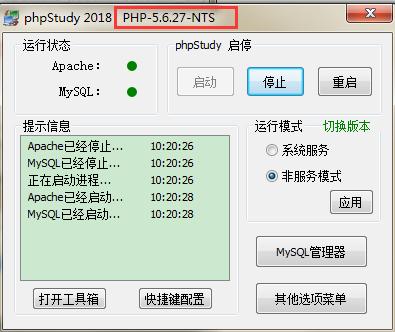 phpStudy 2018 PHP-5.6.27-NTS
运行状态
Apache:
MySQL:
phpStudy 启停
启动 停止 重启
提示信息
Apache已经停止... 10:20:26
MySQL已经停止... 10:20:26
正在启动进程... 10:20:26
Apache已经启动... 10:20:28
MySQL已经启动... 10:20:28
打开工具箱 快捷键配置
运行模式 切换版本
系统服务
非服务模式
应用
MySQL管理器
其他选项菜单